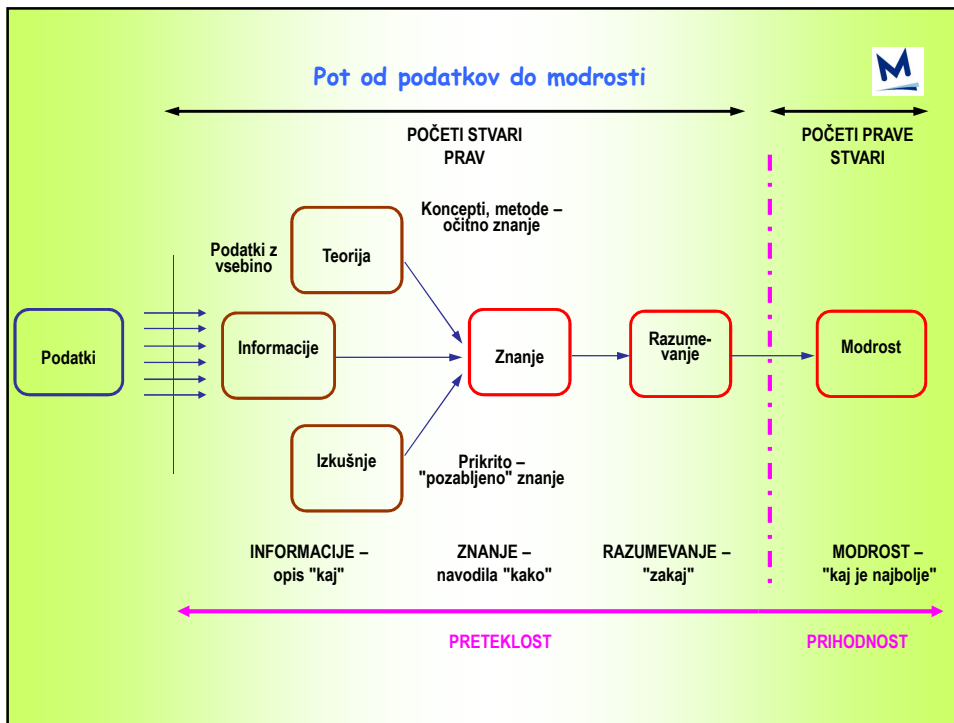 Pot od podatkov do modrosti
M
POČETI STVARI
PRAV
POČETI PRAVE
STVARI
Koncepti, metode –
očitno znanje
Podatki z
vsebino
Teorija
Podatki
Informacije
Znanje
Razume-
vanje
Modrost
Izkušnje
Prikrito –
"pozabljeno" znanje
INFORMACIJE –
opis "kaj"
ZNANJE –
navodila "kako"
RAZUMEVANJE –
"zakaj"
MODROST –
"kaj je najbolje"
PRETEKLOST
PRIHODNOST